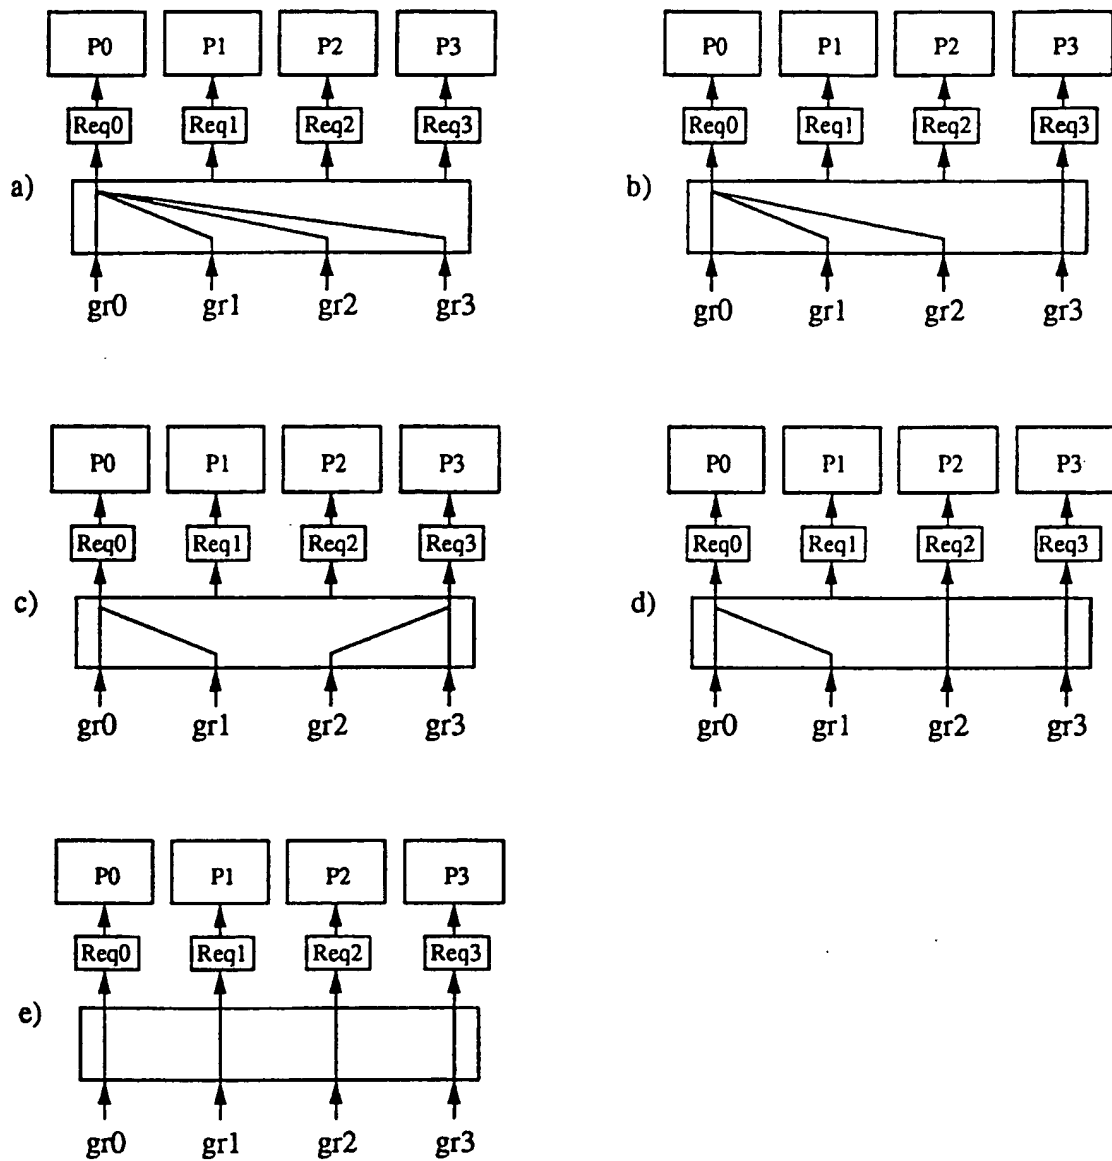 P0 P1 P2 P3 P0 P1 P2 P3
Req0 Req1 Req2 Req3 Req0 Req1 Req2 Req3
a) b)
gr0 gr1 gr2 gr3 gr0 gr1 gr2 gr3
P0 P1 P2 P3 P0 P1 P2 P3
Req0 Req1 Req2 Req3 Req0 Req1 Req2 Req3
c) d)
gr0 gr1 gr2 gr3 gr0 gr1 gr2 gr3
P0 P1 P2 P3
Req0 Req1 Req2 Req3
e)
gr0 gr1 gr2 gr3